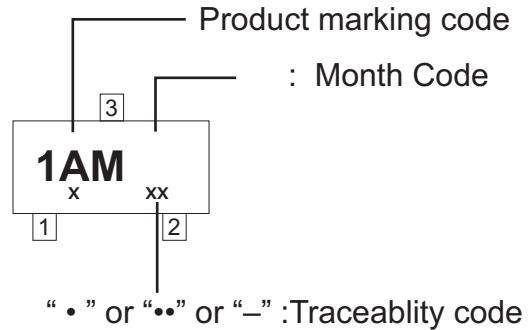 Product marking code
: Month Code
3
1AM
x xx
1 2
“ • ” or “••” or “–” :Traceablity code